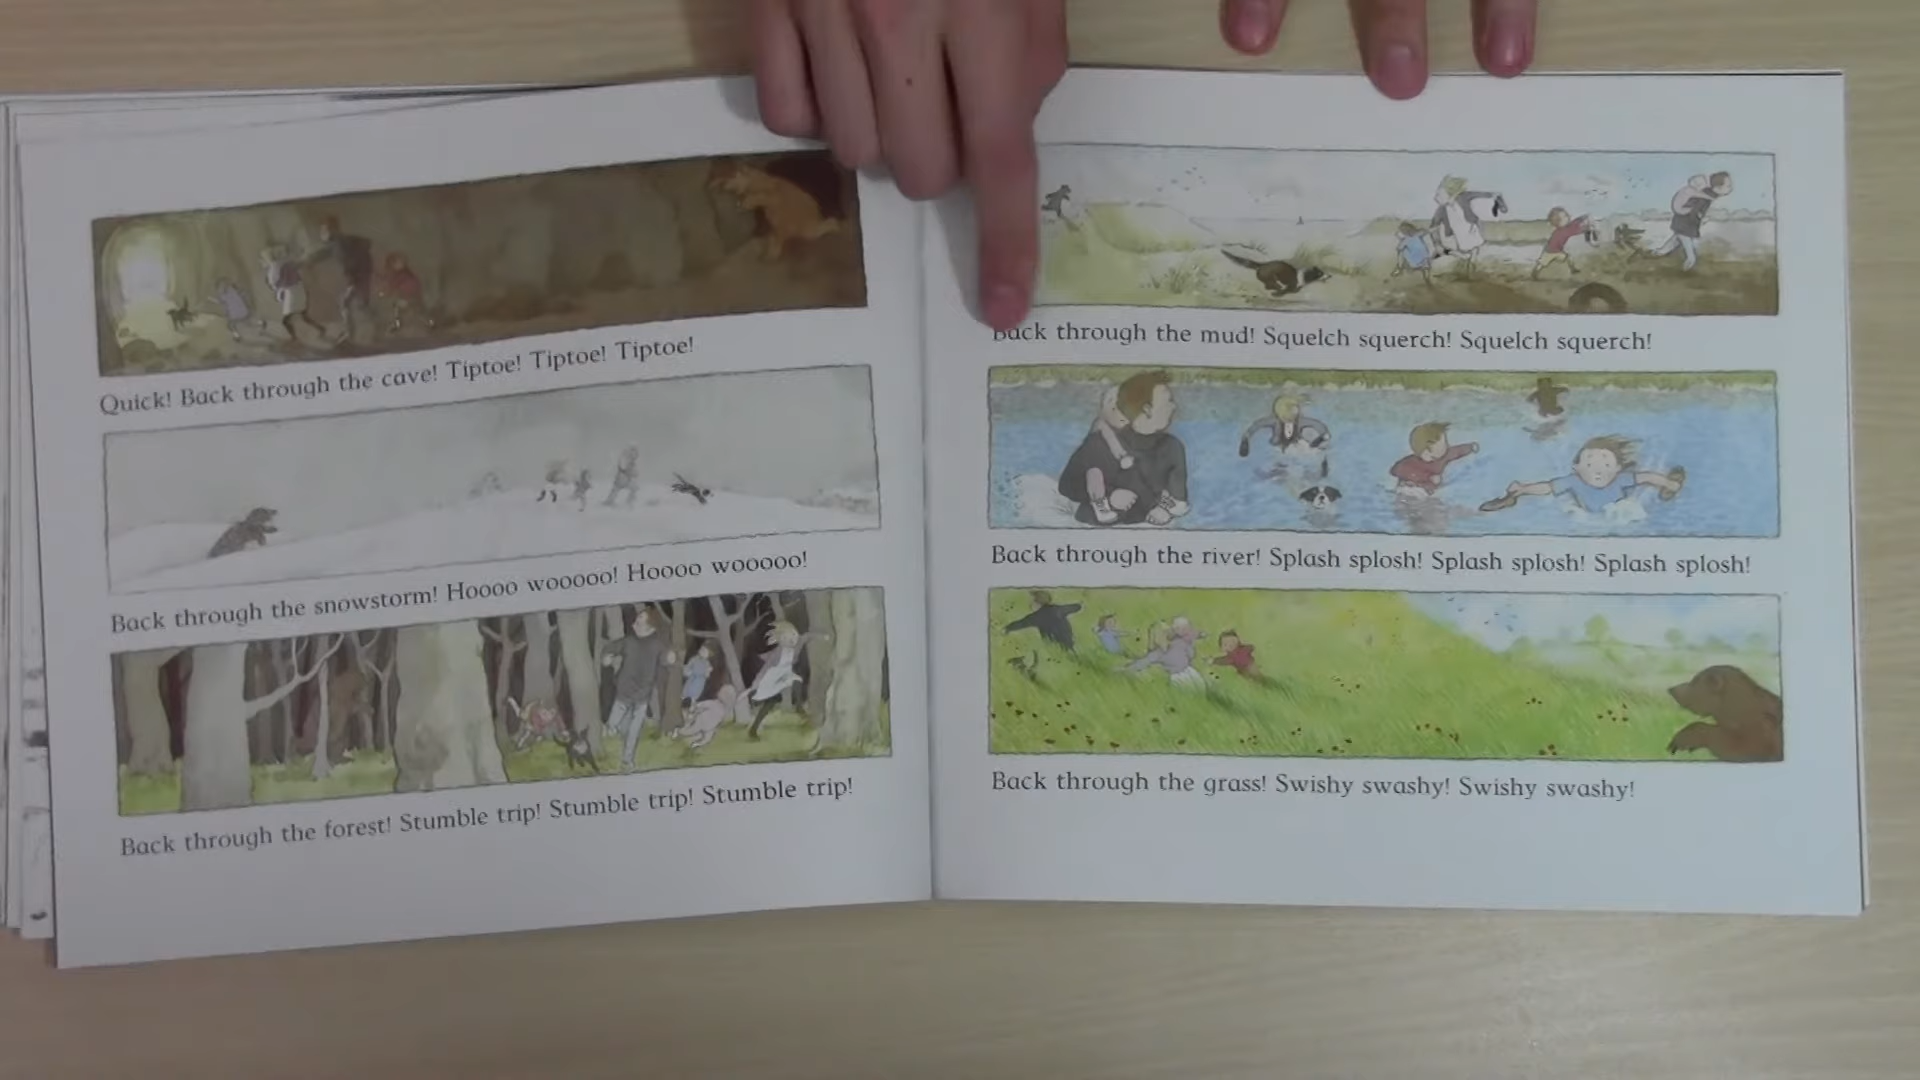 Quick! Back through the cave! Tiptoe! Tiptoe! Tiptoe!
Back through the snowstorm! Hoooo wooooo! Hoooo wooooo!
Back through the forest! Stumble trip! Stumble trip! Stumble trip!
Back through the mud! Squelch squerch! Squelch squerch!
Back through the river! Splash splosh! Splash splosh! Splash splosh!
Back through the grass! Swishy swashy! Swishy swashy!